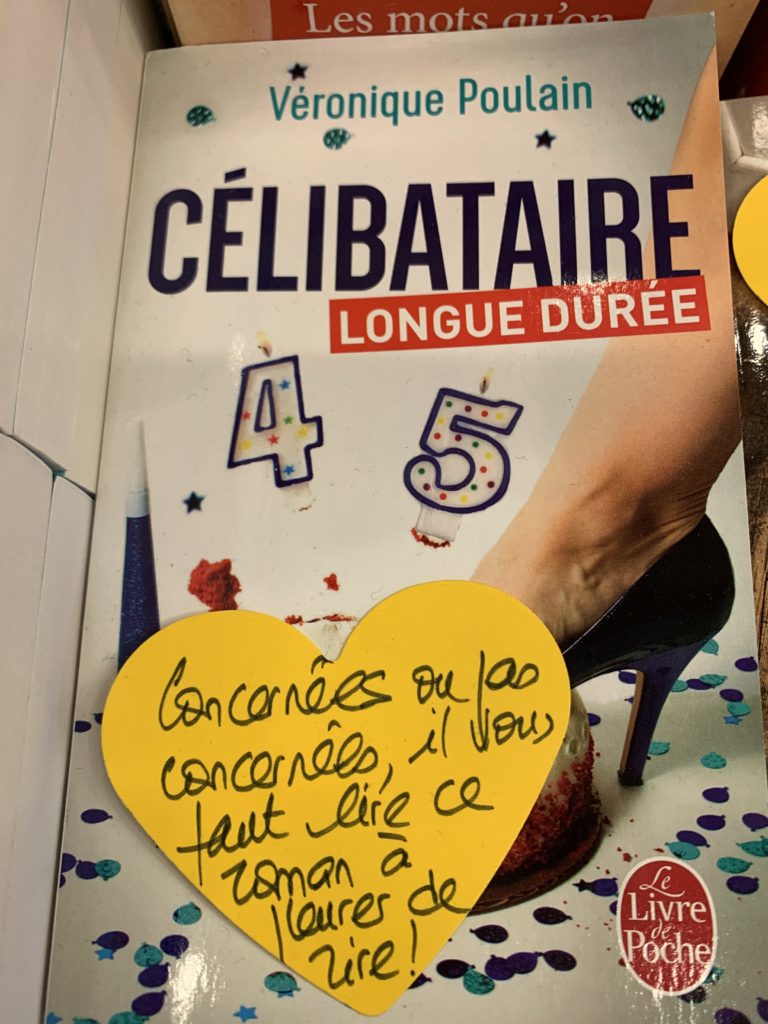 Les mots qu'on
Véronique Poulain
CÉLIBATAIRE
LONGUE DURÉE
4 5
Concernées ou pas
concernées, il vous
faut lire ce
roman à
pleurer de
rire!
Le
Livre
de
Poche